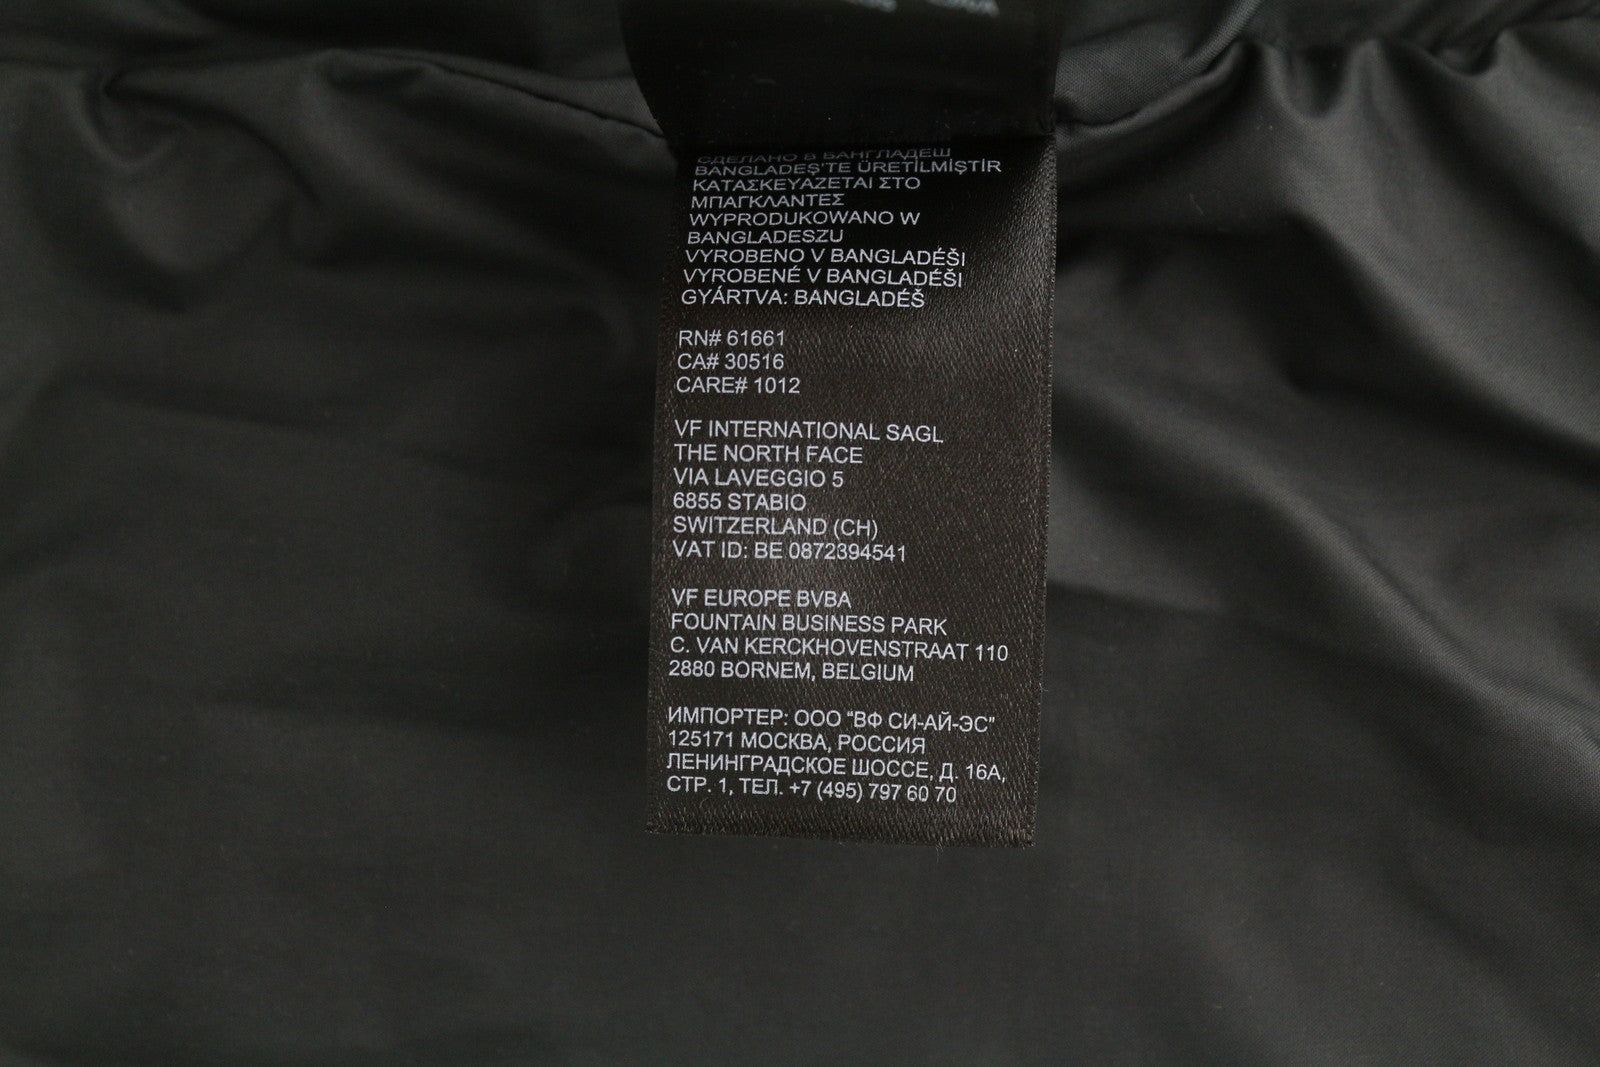 СДЕЛАНО В БАНГЛАДЕШ
BANGLADEŞ'TE ÜRETİLMİŞTİR
ΚΑΤΑΣΚΕΥΑΖΕΤΑΙ ΣΤΟ
ΜΠΑΓΚΛΑΝΤΕΣ
WYPRODUKOWANO W
BANGLADESZU
VYROBENO V BANGLADÉŠI
VYROBENÉ V BANGLADÉŠI
GYÁRTVA: BANGLADÉŠ
RN# 61661
CA# 30516
CARE# 1012
VF INTERNATIONAL SAGL
THE NORTH FACE
VIA LAVEGGIO 5
6855 STABIO
SWITZERLAND (CH)
VAT ID: BE 0872394541
VF EUROPE BVBA
FOUNTAIN BUSINESS PARK
C. VAN KERCKHOVENSTRAAT 110
2880 BORNEM, BELGIUM
ИМПОРТЕР: ООО "ВФ СИ-АЙ-ЭС"
125171 МОСКВА, РОССИЯ
ЛЕНИНГРАДСКОЕ ШОССЕ, Д. 16А,
СТР. 1, ТЕЛ. +7 (495) 797 60 70